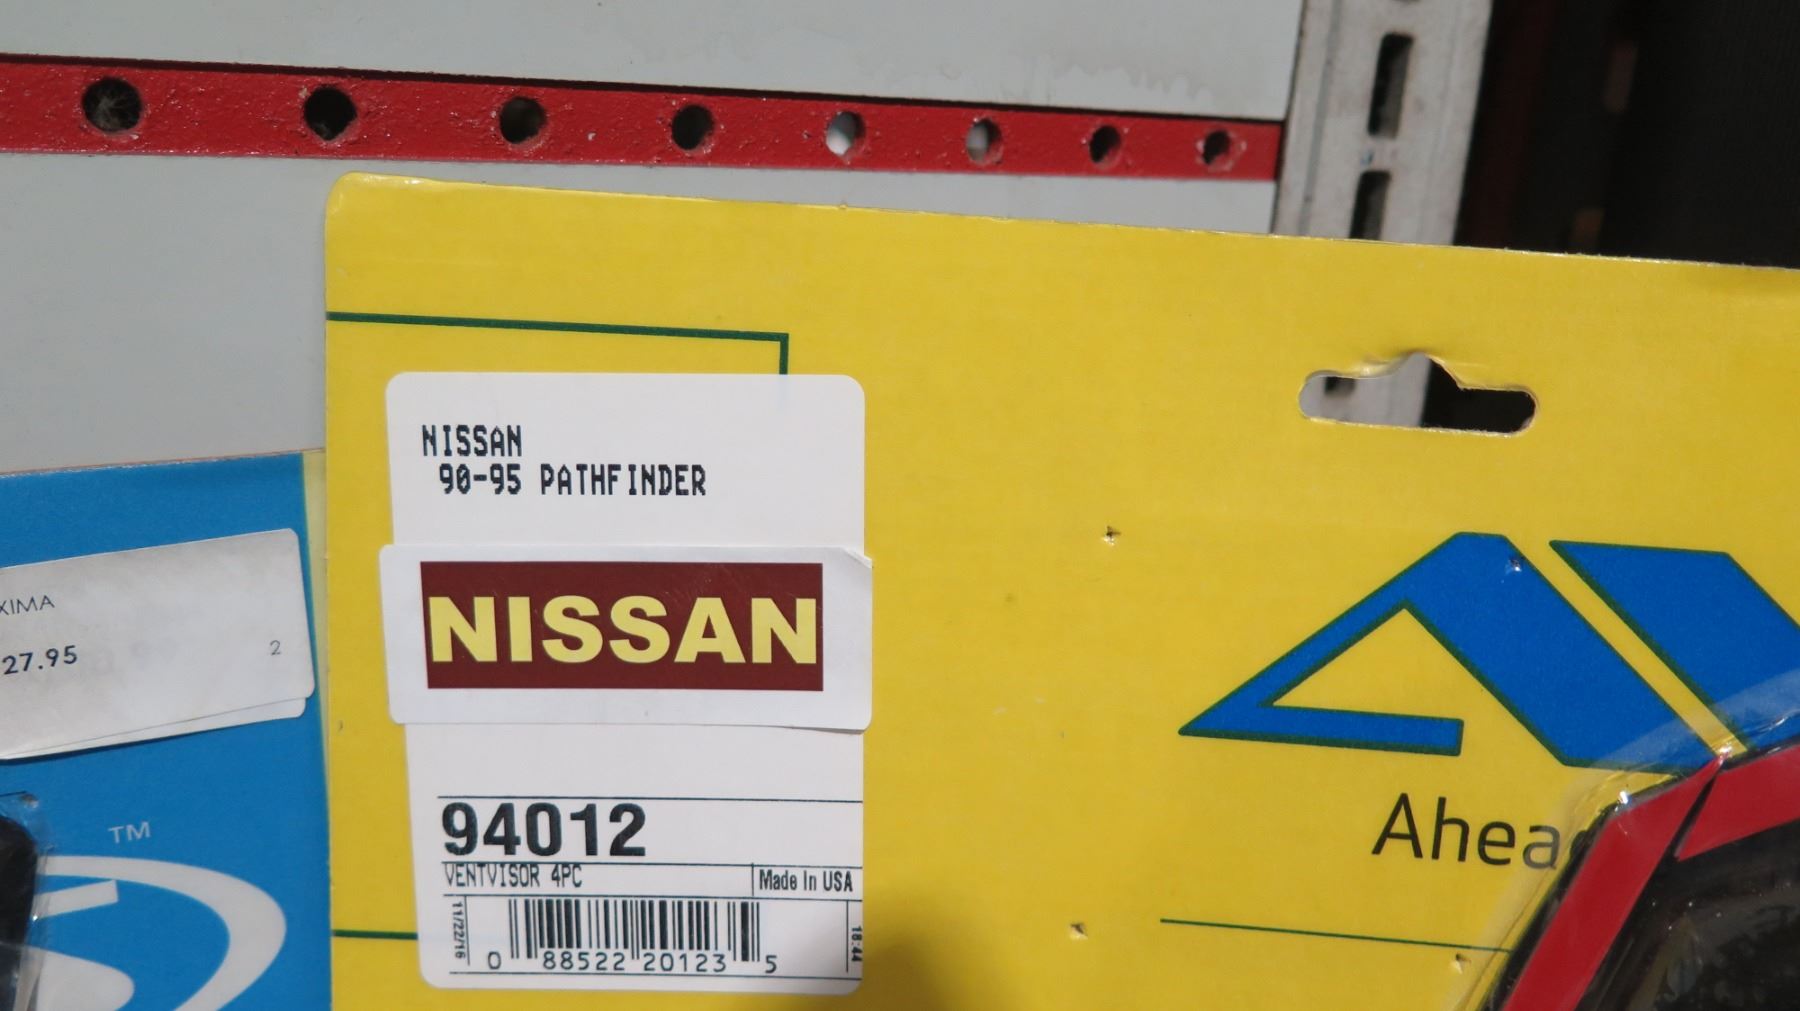 NISSAN
90-95 PATHFINDER
NISSAN
94012
VENTVISOR 4PC
Made In USA
11/22/16
18:44
0 88522 20123 5
XIMA
27.95
2
TM
Ahea